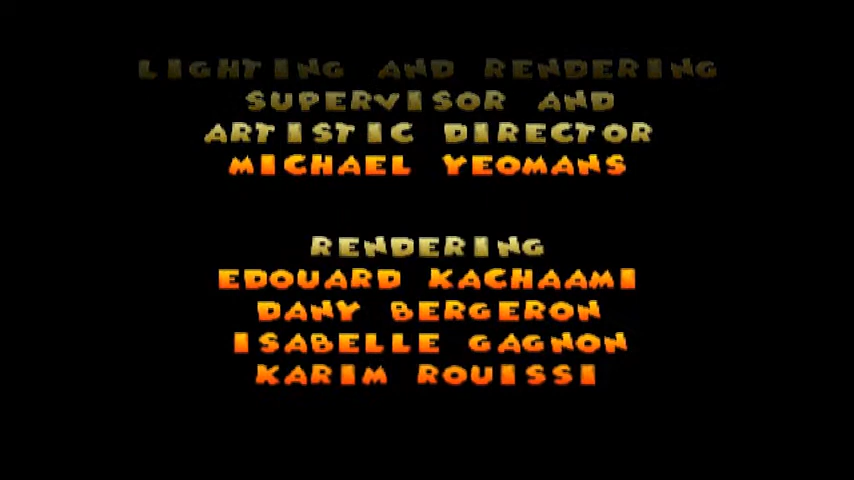 LIGHTING AND RENDERING
SUPERVISOR AND
ARTISTIC DIRECTOR
MICHAEL YEOMANS
RENDERING
EDOUARD KACHAAMI
DANY BERGERON
ISABELLE GAGNON
KARIM ROUISSI